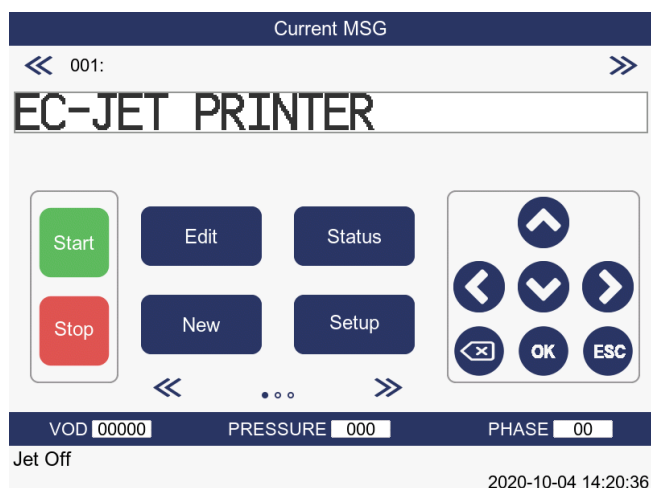 Current MSG
001:
EC-JET PRINTER
Start Edit Status
Stop New Setup
OK ESC
VOD 00000 PRESSURE 000 PHASE 00
Jet Off
2020-10-04 14:20:36